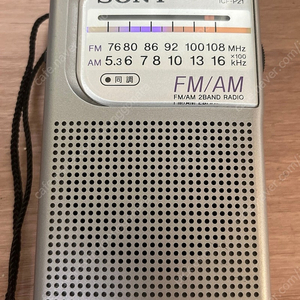 SONY
ICF-P21
FM 76 80 86 92 100 108 MHz
AM 5.3 6 7 8 10 13 16 ×100 kHz
同調
FM/AM
FM/AM 2BAND RADIO